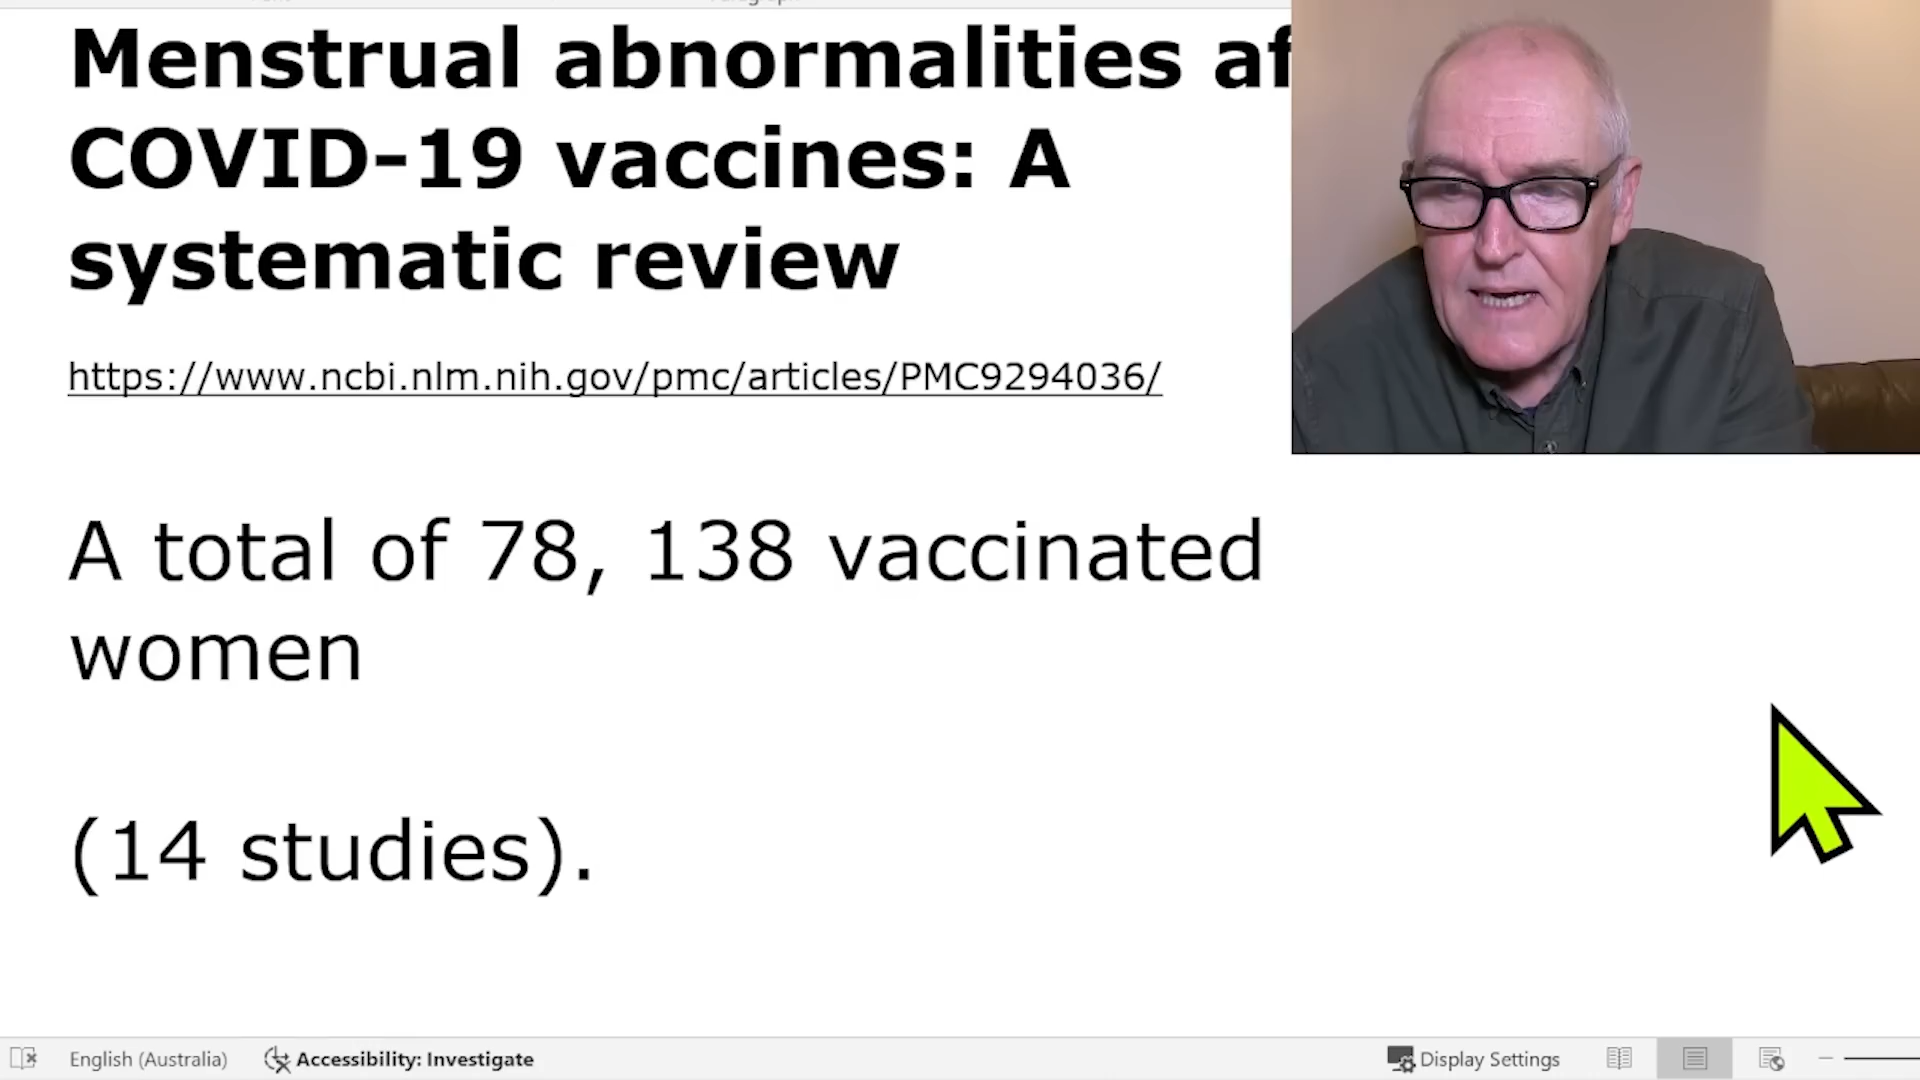 Menstrual abnormalities af
COVID-19 vaccines: A
systematic review
https://www.ncbi.nlm.nih.gov/pmc/articles/PMC9294036/
A total of 78, 138 vaccinated
women
(14 studies).
English (Australia) Accessibility: Investigate Display Settings